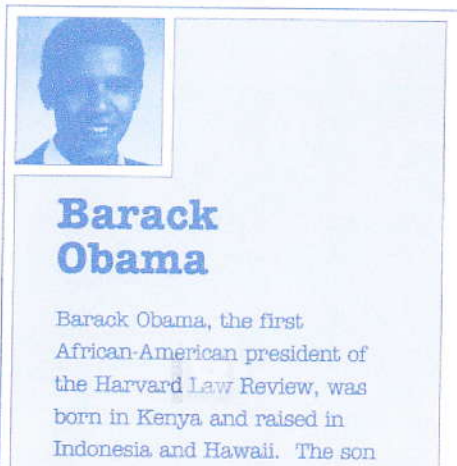 Barack
Obama
Barack Obama, the first
African-American president of
the Harvard Law Review, was
born in Kenya and raised in
Indonesia and Hawaii. The son